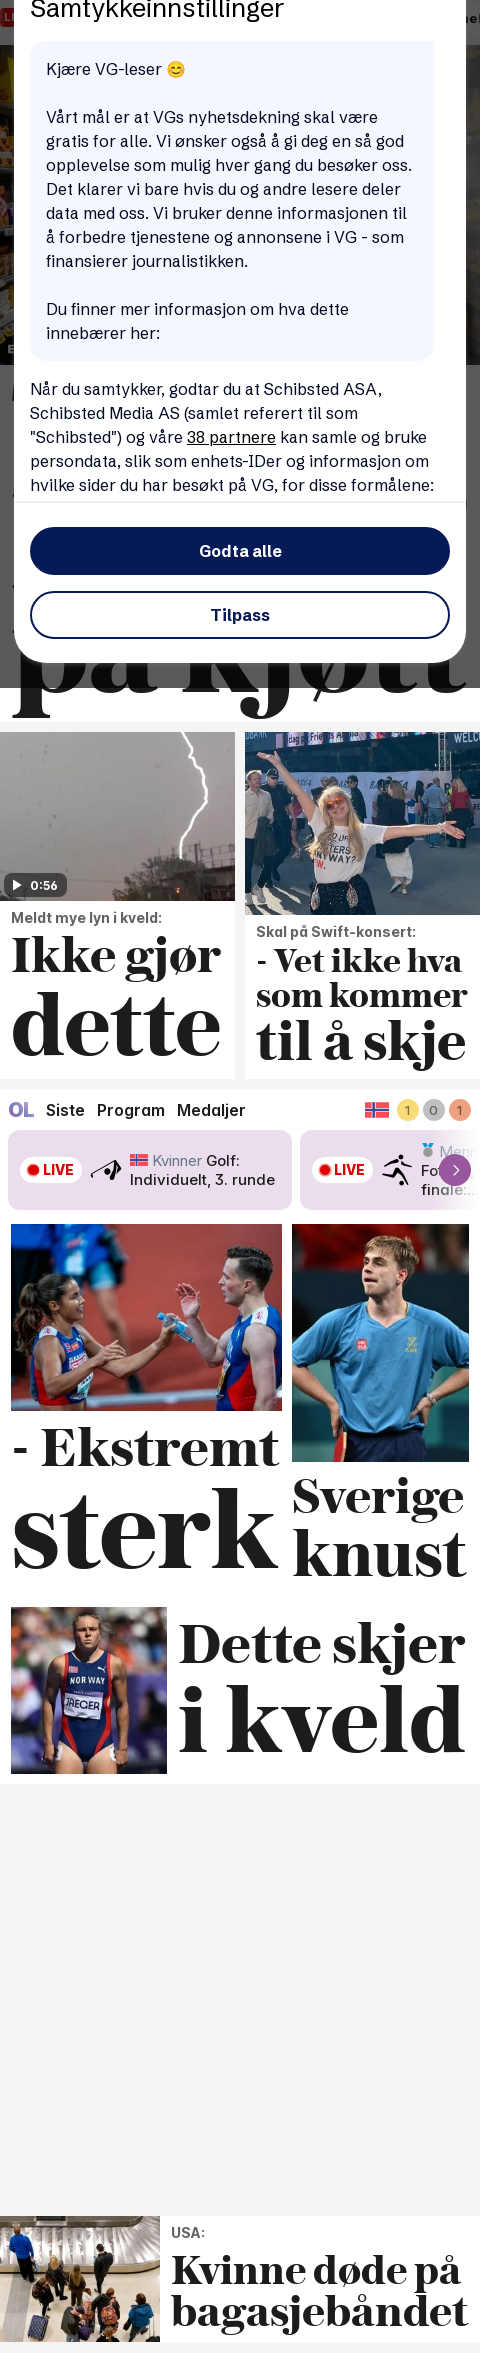 Samtykkeinnstillinger
Kjære VG-leser 😊
Vårt mål er at VGs nyhetsdekning skal være
gratis for alle. Vi ønsker også å gi deg en så god
opplevelse som mulig hver gang du besøker oss.
Det klarer vi bare hvis du og andre lesere deler
data med oss. Vi bruker denne informasjonen til
å forbedre tjenestene og annonsene i VG - som
finansierer journalistikken.
Du finner mer informasjon om hva dette
innebærer her:
Når du samtykker, godtar du at Schibsted ASA,
Schibsted Media AS (samlet referert til som
"Schibsted") og våre 38 partnere kan samle og bruke
persondata, slik som enhets-IDer og informasjon om
hvilke sider du har besøkt på VG, for disse formålene:
Godta alle
Tilpass
på kjøtt
0:56
Meldt mye lyn i kveld:
Ikke gjør
dette
Skal på Swift-konsert:
- Vet ikke hva
som kommer
til å skje
OL Siste Program Medaljer 1 0 1
LIVE Kvinner Golf:
Individuelt, 3. runde
LIVE
finale:
- Ekstremt
sterk
Sverige
knust
NORWAY
JAEGER
Dette skjer
i kveld
USA:
Kvinne døde på
bagasjebåndet